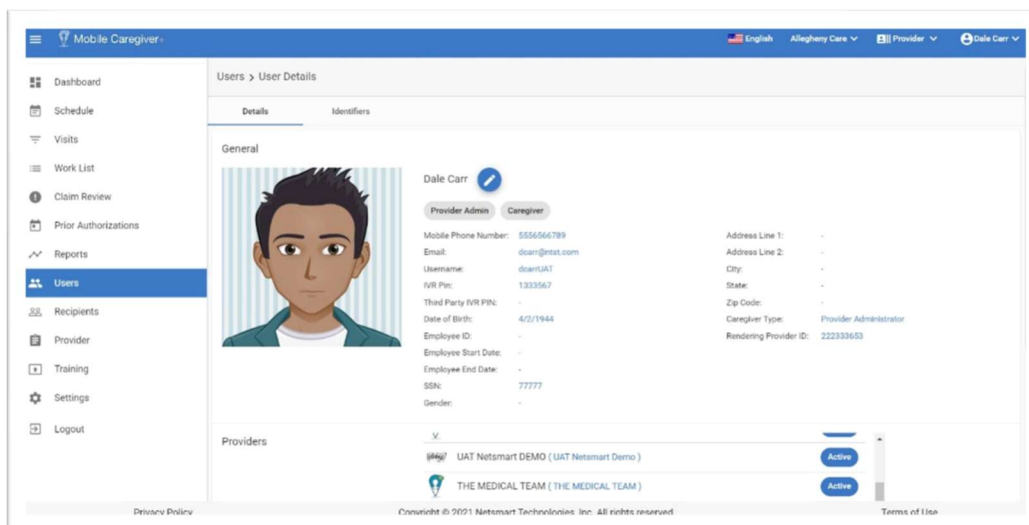 Mobile Caregiver+
English Allegheny Care Provider Dale Carr
Dashboard
Schedule
Visits
Work List
Claim Review
Prior Authorizations
Reports
Users
Recipients
Provider
Training
Settings
Logout
Users > User Details
Details Identifiers
General
Dale Carr
Provider Admin Caregiver
Mobile Phone Number: 5556566789
Email: dcarr@ntst.com
Username: dcarrUAT
IVR Pin: 1333567
Third Party IVR PIN: -
Date of Birth: 4/2/1944
Employee ID: -
Employee Start Date: -
Employee End Date: -
SSN: 77777
Gender: -
Address Line 1: -
Address Line 2: -
City: -
State: -
Zip Code: -
Caregiver Type: Provider Administrator
Rendering Provider ID: 222333653
Providers
UAT Netsmart DEMO ( UAT Netsmart Demo ) Active
THE MEDICAL TEAM ( THE MEDICAL TEAM ) Active
Privacy Policy Copyright © 2021 Netsmart Technologies, Inc. All rights reserved. Terms of Use